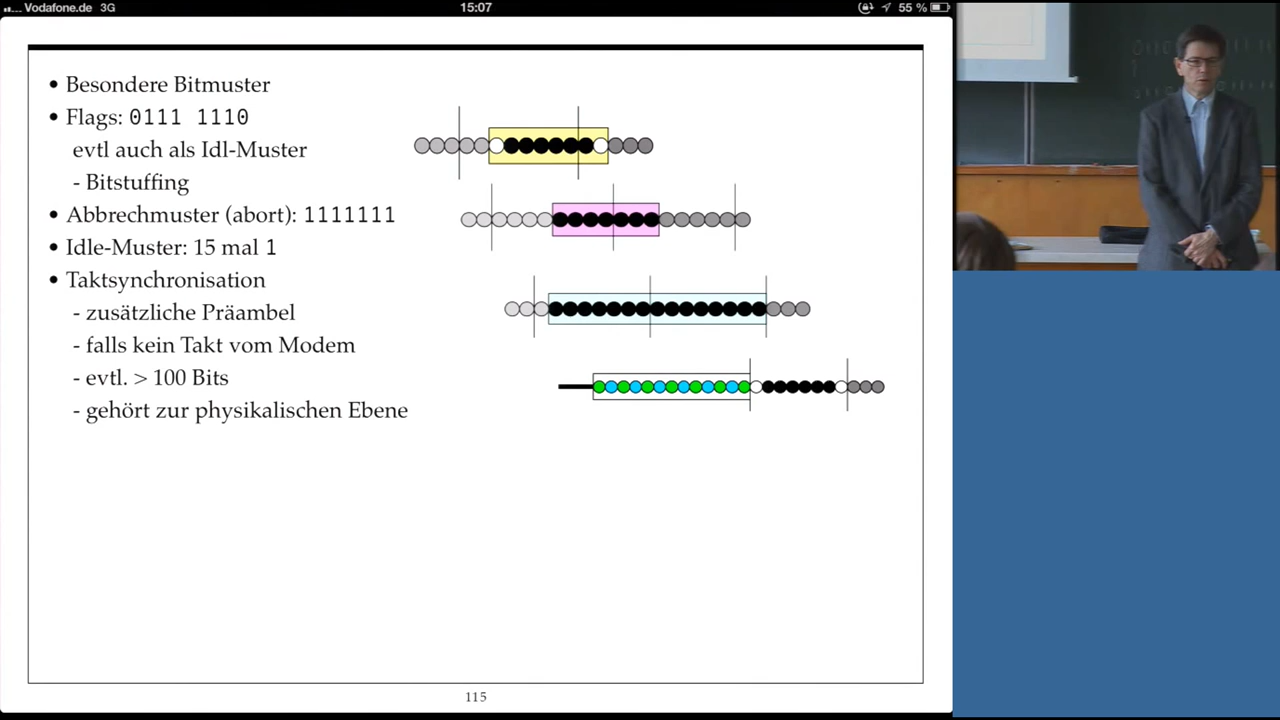 Vodafone.de 3G 15:07 55 %
• Besondere Bitmuster
• Flags: 0111 1110
evtl auch als Idl-Muster
- Bitstuffing
• Abbrechmuster (abort): 1111111
• Idle-Muster: 15 mal 1
• Taktsynchronisation
- zusätzliche Präambel
- falls kein Takt vom Modem
- evtl. > 100 Bits
- gehört zur physikalischen Ebene
115